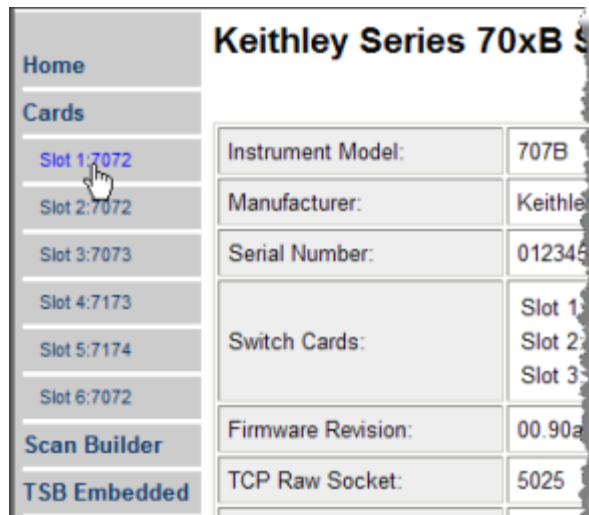 Home
Cards
Slot 1:7072
Slot 2:7072
Slot 3:7073
Slot 4:7173
Slot 5:7174
Slot 6:7072
Scan Builder
TSB Embedded
Keithley Series 70xB
Instrument Model: 707B
Manufacturer: Keithle
Serial Number: 012345
Switch Cards: Slot 1:
Slot 2
Slot 3
Firmware Revision: 00.90a
TCP Raw Socket: 5025